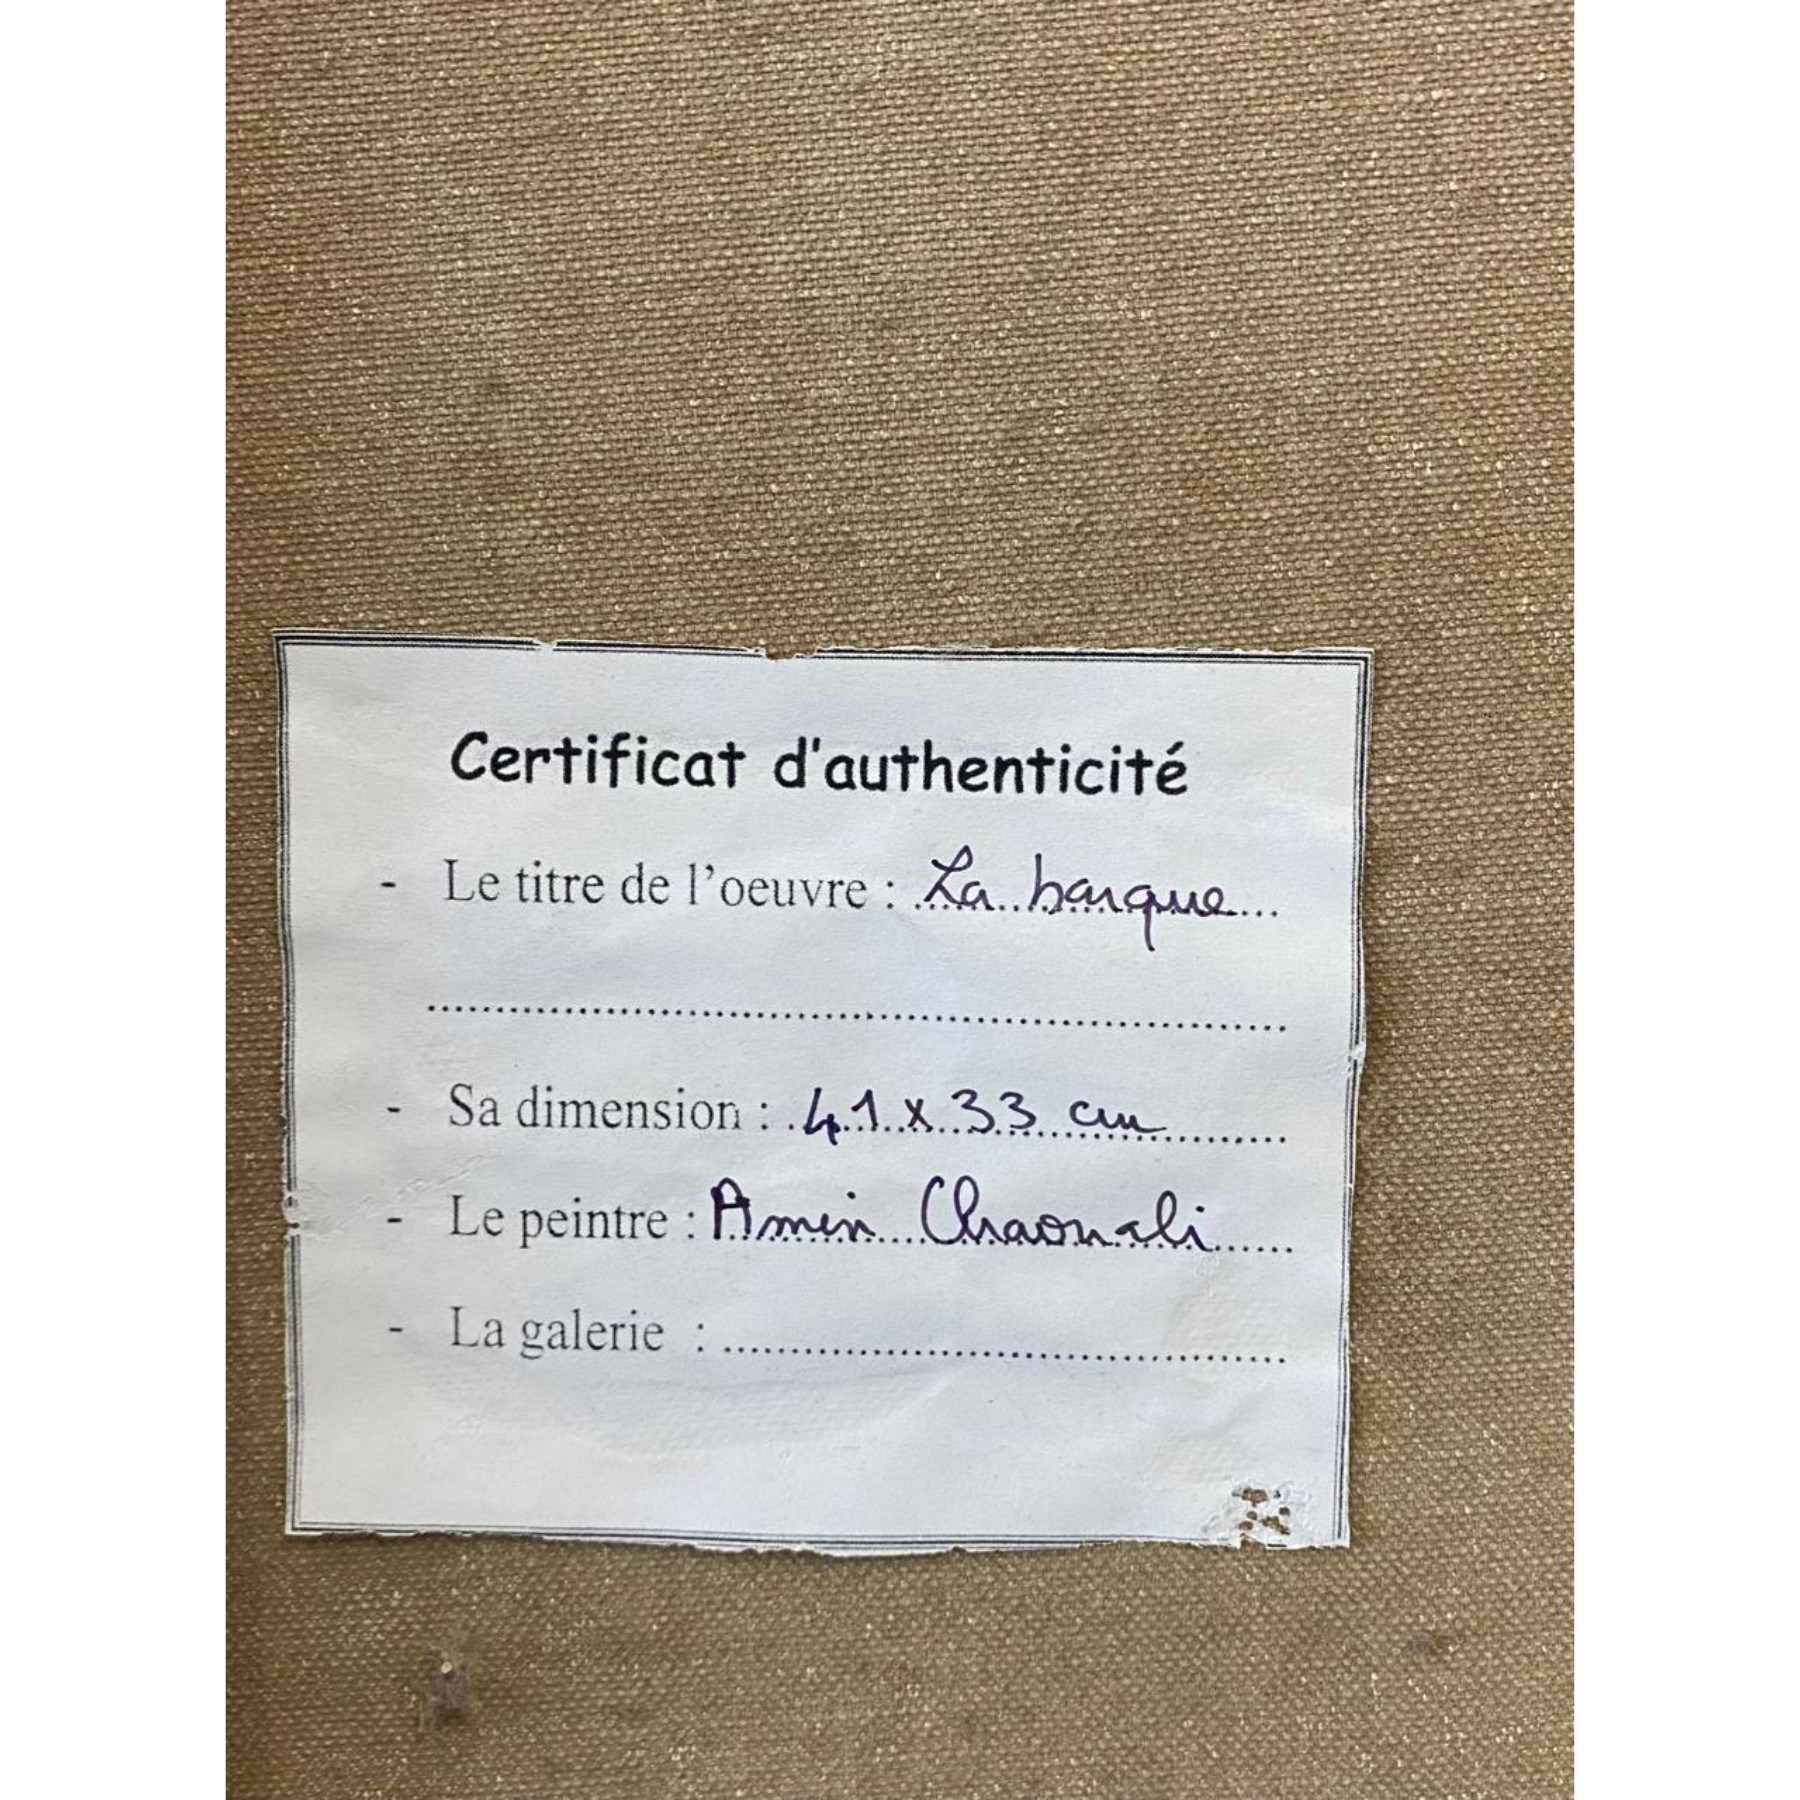 Certificat d'authenticité
- Le titre de l'oeuvre : La barque
- Sa dimension : 41 x 33 cm
- Le peintre : Amin Chaouali
- La galerie :